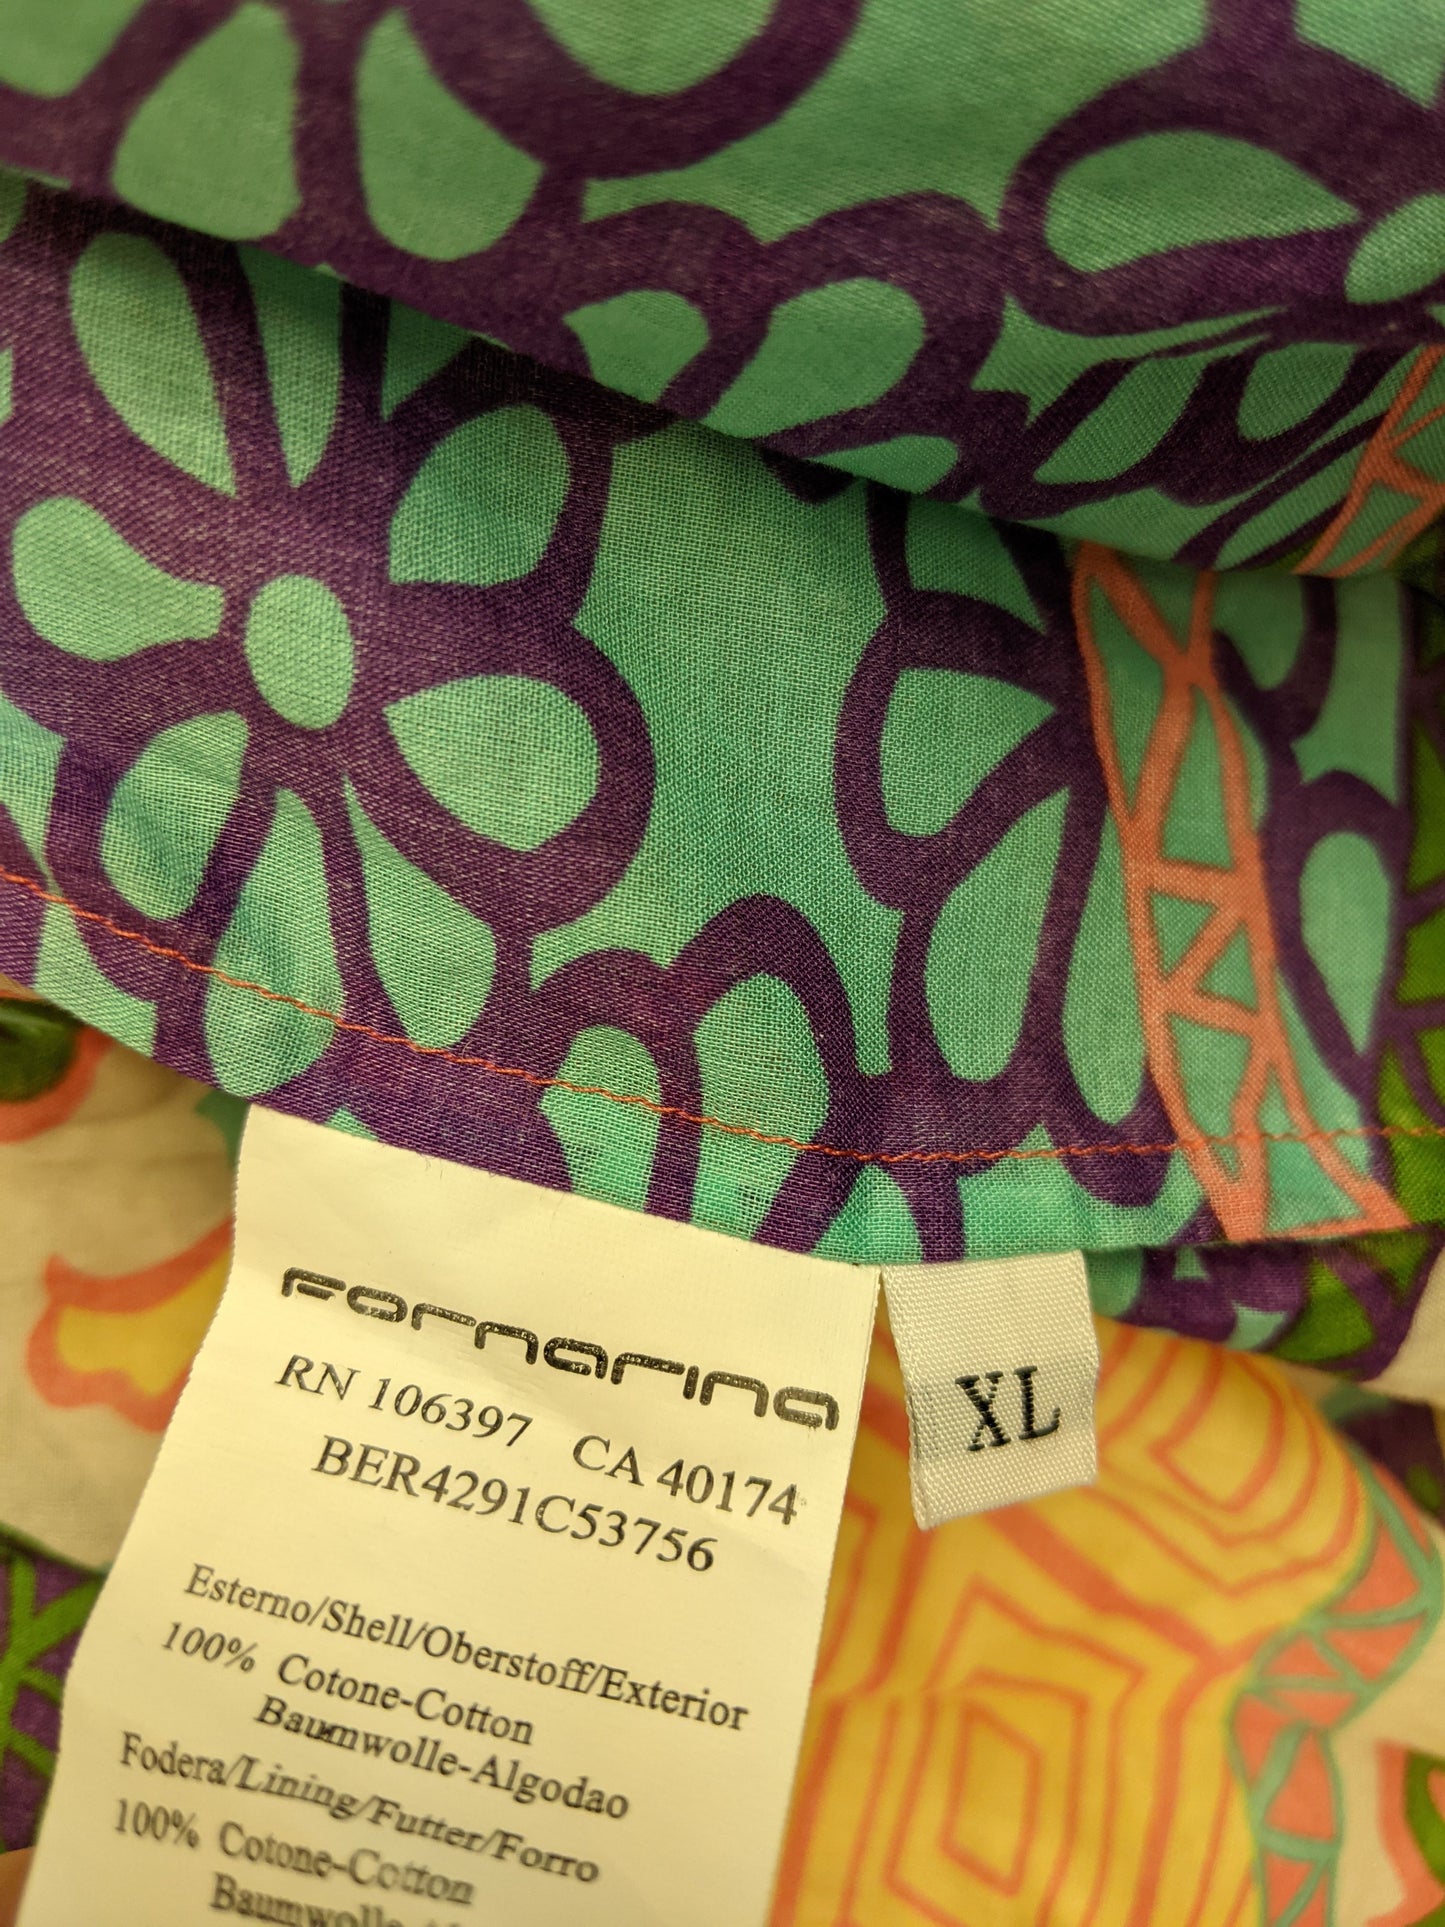 Fornarina
RN 106397 CA 40174
BER4291C53756
XL
Esterno/Shell/Oberstoff/Exterior
100% Cotone-Cotton
Baumwolle-Algodao
Fodera/Lining/Futter/Forro
100% Cotone-Cotton